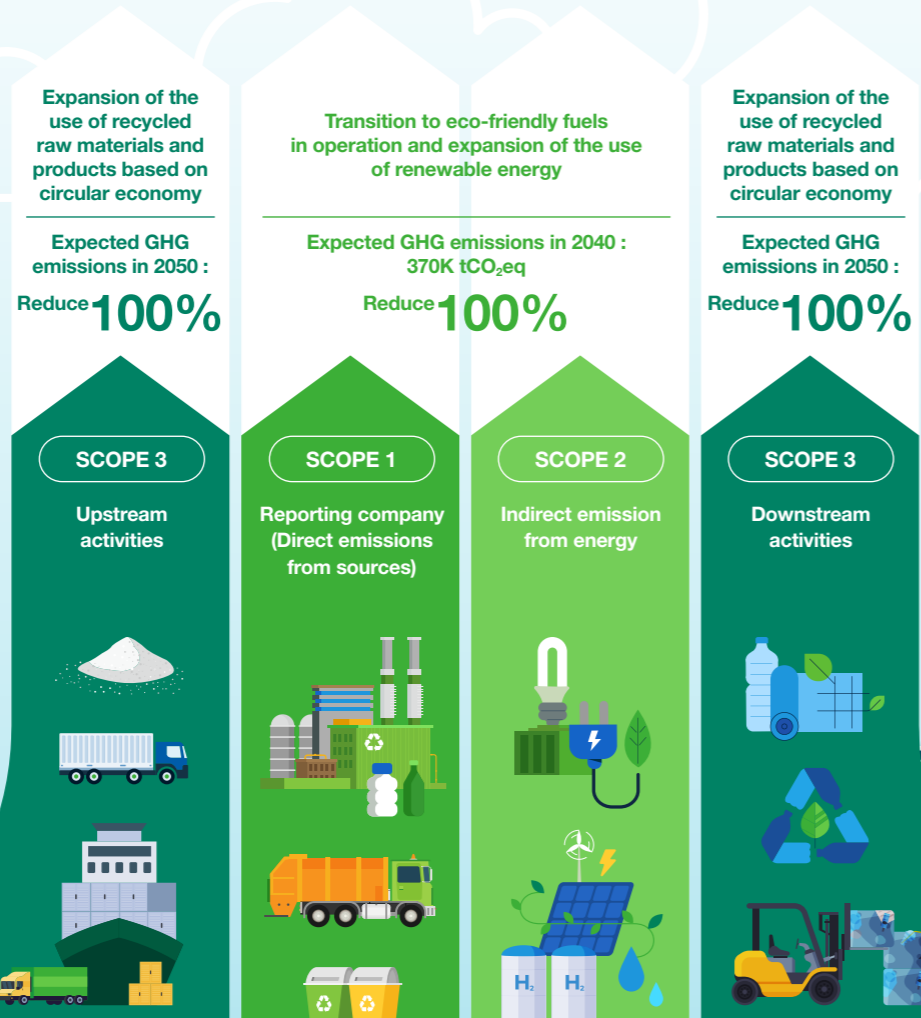 Expansion of the
use of recycled
raw materials and
products based on
circular economy
Expected GHG
emissions in 2050 :
Reduce 100%
SCOPE 3
Upstream
activities
Transition to eco-friendly fuels
in operation and expansion of the use
of renewable energy
Expected GHG emissions in 2040 :
370K tCO₂eq
Reduce 100%
SCOPE 1
Reporting company
(Direct emissions
from sources)
SCOPE 2
Indirect emission
from energy
H₂ H₂
Expansion of the
use of recycled
raw materials and
products based on
circular economy
Expected GHG
emissions in 2050 :
Reduce 100%
SCOPE 3
Downstream
activities